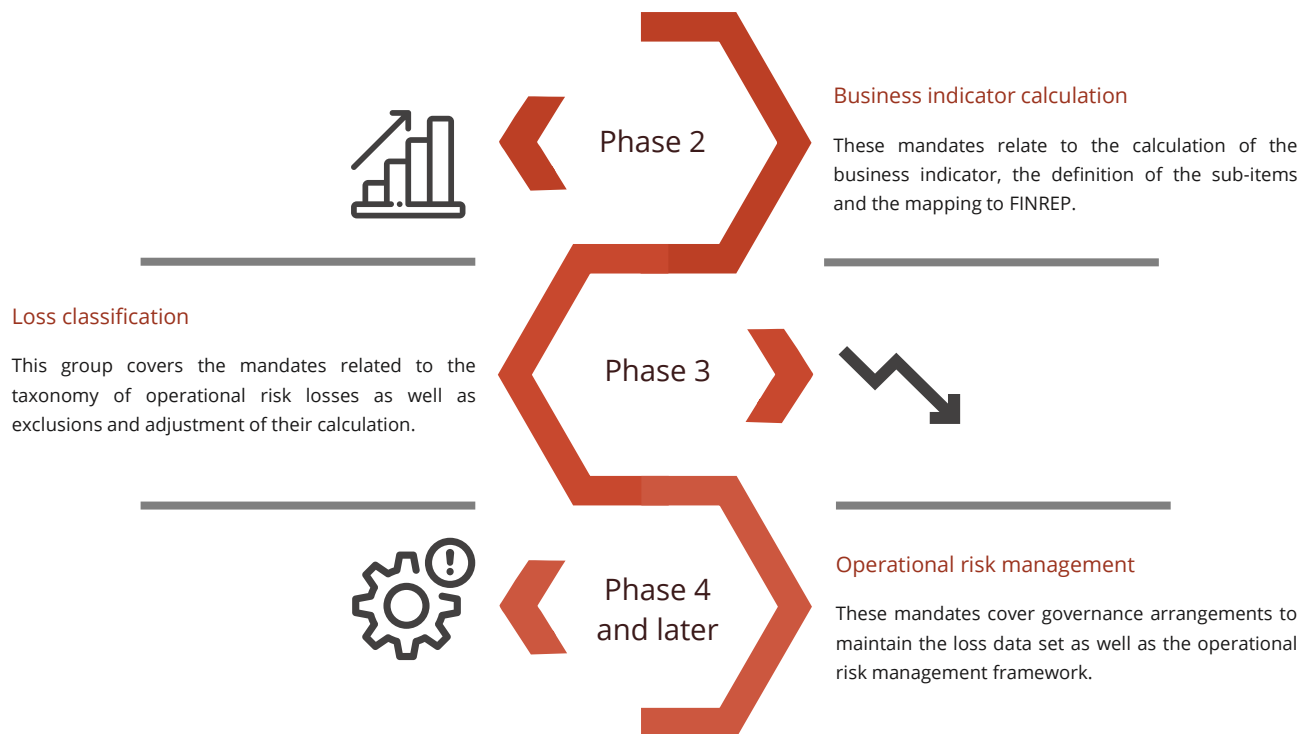 Phase 2
Business indicator calculation
These mandates relate to the calculation of the
business indicator, the definition of the sub-items
and the mapping to FINREP.
Loss classification
This group covers the mandates related to the
taxonomy of operational risk losses as well as
exclusions and adjustment of their calculation.
Phase 3
Phase 4
and later
Operational risk management
These mandates cover governance arrangements to
maintain the loss data set as well as the operational
risk management framework.